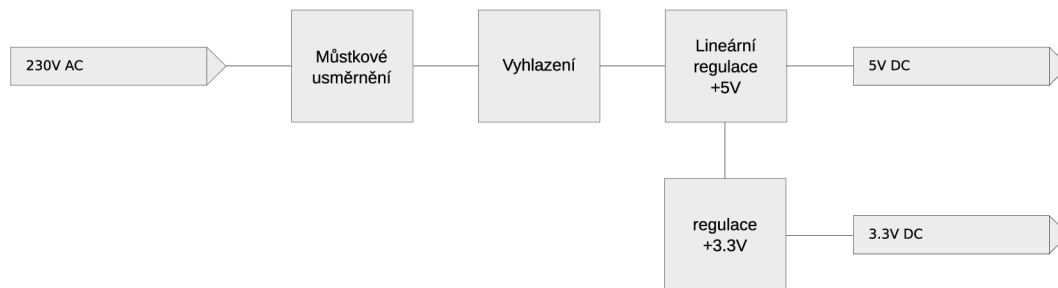 230V AC
Můstkové
usměrnění
Vyhlazení
Lineární
regulace
+5V
5V DC
regulace
+3.3V
3.3V DC